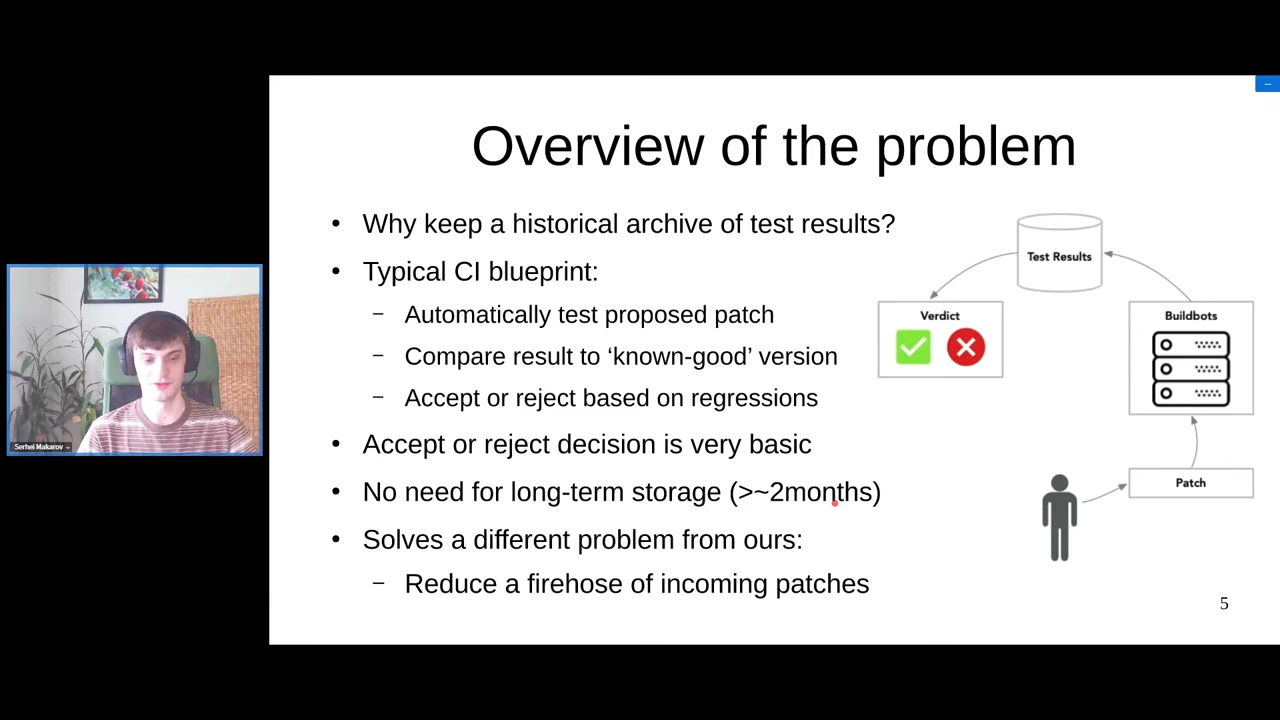 Overview of the problem
• Why keep a historical archive of test results?
• Typical CI blueprint:
– Automatically test proposed patch
– Compare result to ‘known-good’ version
– Accept or reject based on regressions
• Accept or reject decision is very basic
• No need for long-term storage (>~2months)
• Solves a different problem from ours:
– Reduce a firehose of incoming patches
Test Results
Verdict
Buildbots
Patch
5
Serhei Makarov